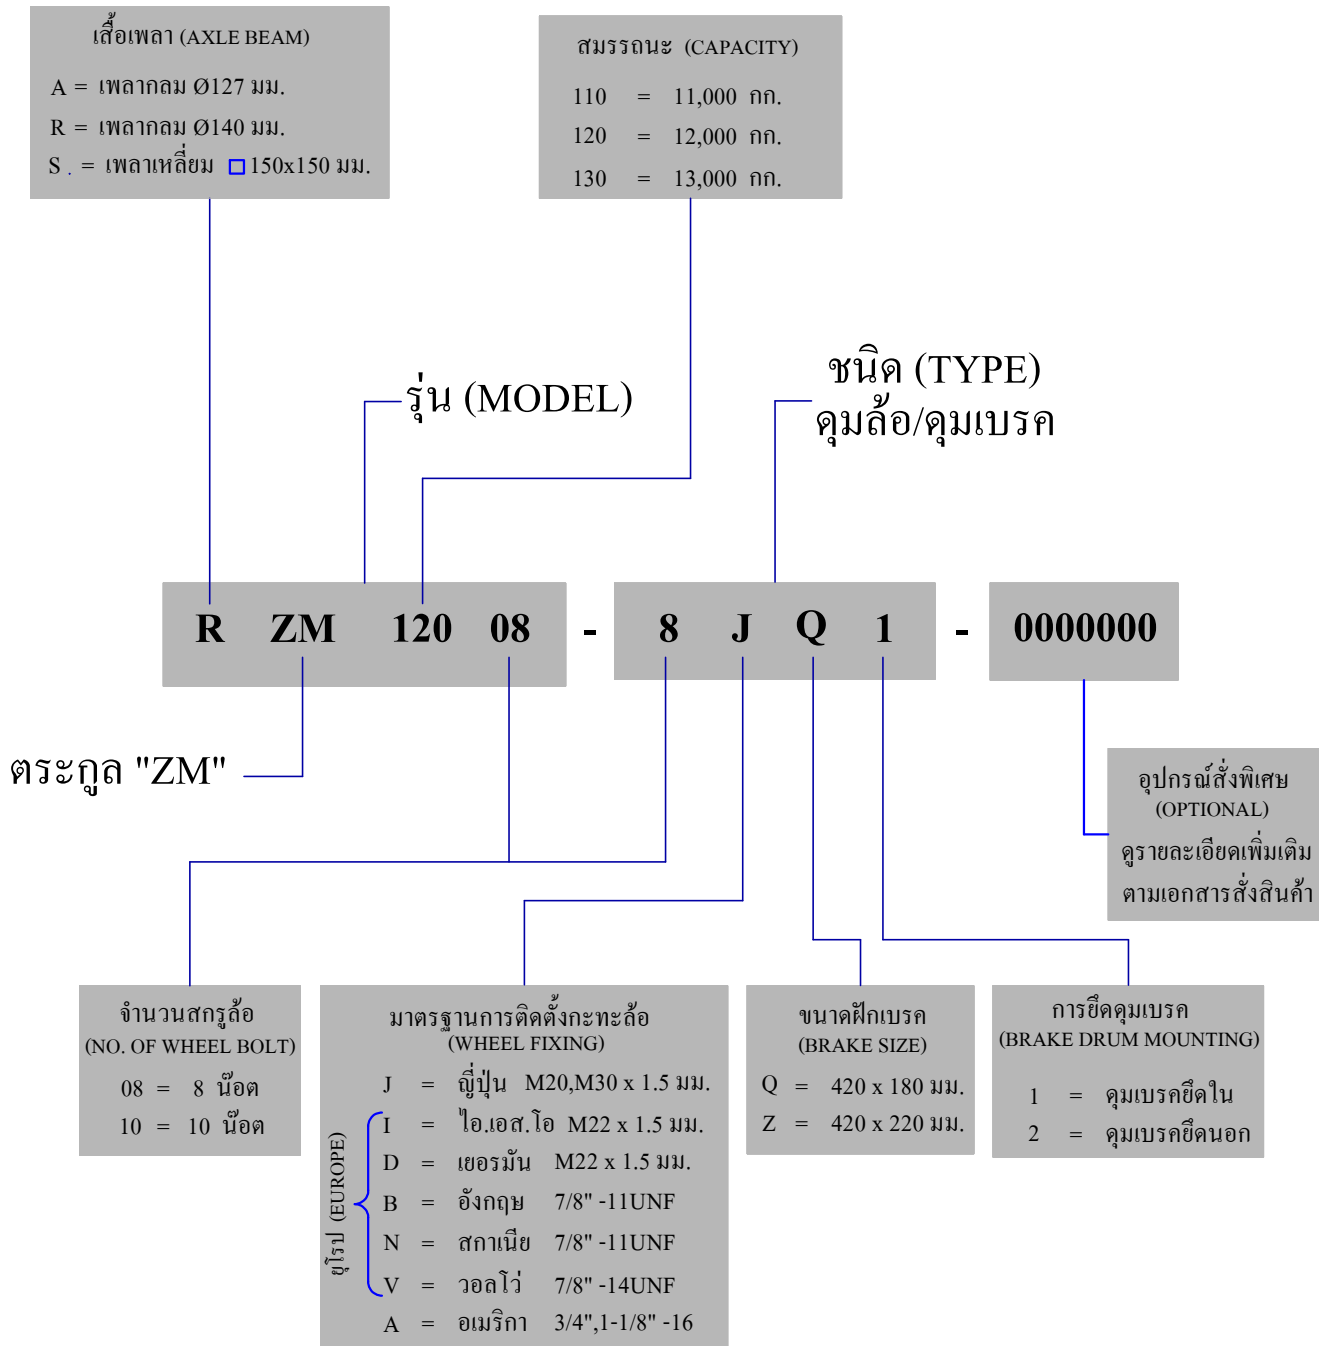 เสื้อเพลา (AXLE BEAM)
A = เพลากลม Ø127 มม.
R = เพลากลม Ø140 มม.
S . = เพลาเหลี่ยม 150x150 มม.
สมรรถนะ (CAPACITY)
110 = 11,000 กก.
120 = 12,000 กก.
130 = 13,000 กก.
รุ่น (MODEL)
ชนิด (TYPE)
ดุมล้อ/ดุมเบรค
R ZM 120 08 - 8 J Q 1 - 0000000
ตระกูล "ZM"
อุปกรณ์สั่งพิเศษ
(OPTIONAL)
ดูรายละเอียดเพิ่มเติม
ตามเอกสารสั่งสินค้า
จำนวนสกรูล้อ
(NO. OF WHEEL BOLT)
08 = 8 น๊อต
10 = 10 น๊อต
มาตรฐานการติดตั้งกะทะล้อ
(WHEEL FIXING)
J = ญี่ปุ่น M20,M30 x 1.5 มม.
ยุโรป (EUROPE)
I = ไอ.เอส.โอ M22 x 1.5 มม.
D = เยอรมัน M22 x 1.5 มม.
B = อังกฤษ 7/8" -11UNF
N = สกาเนีย 7/8" -11UNF
V = วอลโว่ 7/8" -14UNF
A = อเมริกา 3/4",1-1/8" -16
ขนาดฝักเบรค
(BRAKE SIZE)
Q = 420 x 180 มม.
Z = 420 x 220 มม.
การยึดดุมเบรค
(BRAKE DRUM MOUNTING)
1 = ดุมเบรคยึดใน
2 = ดุมเบรคยึดนอก